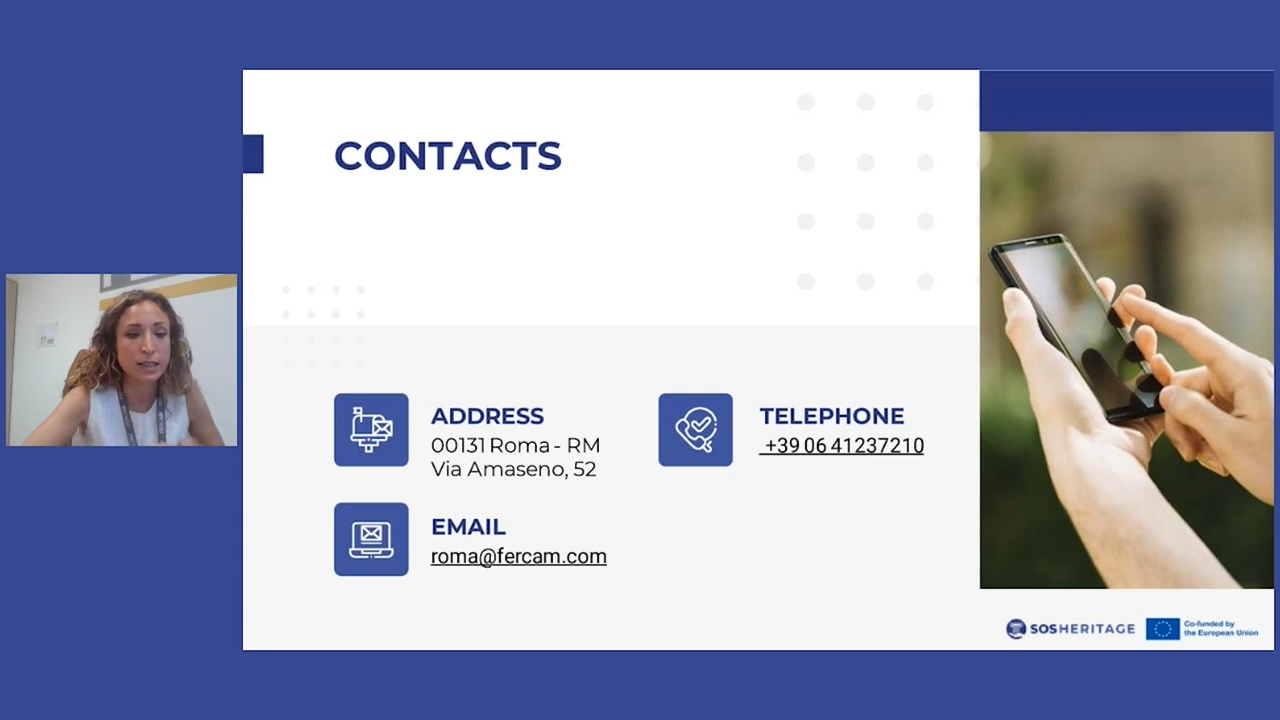 CONTACTS
ADDRESS
00131 Roma - RM
Via Amaseno, 52
TELEPHONE
+39 06 41237210
EMAIL
roma@fercam.com
SOSHERITAGE
Co-funded by
the European Union